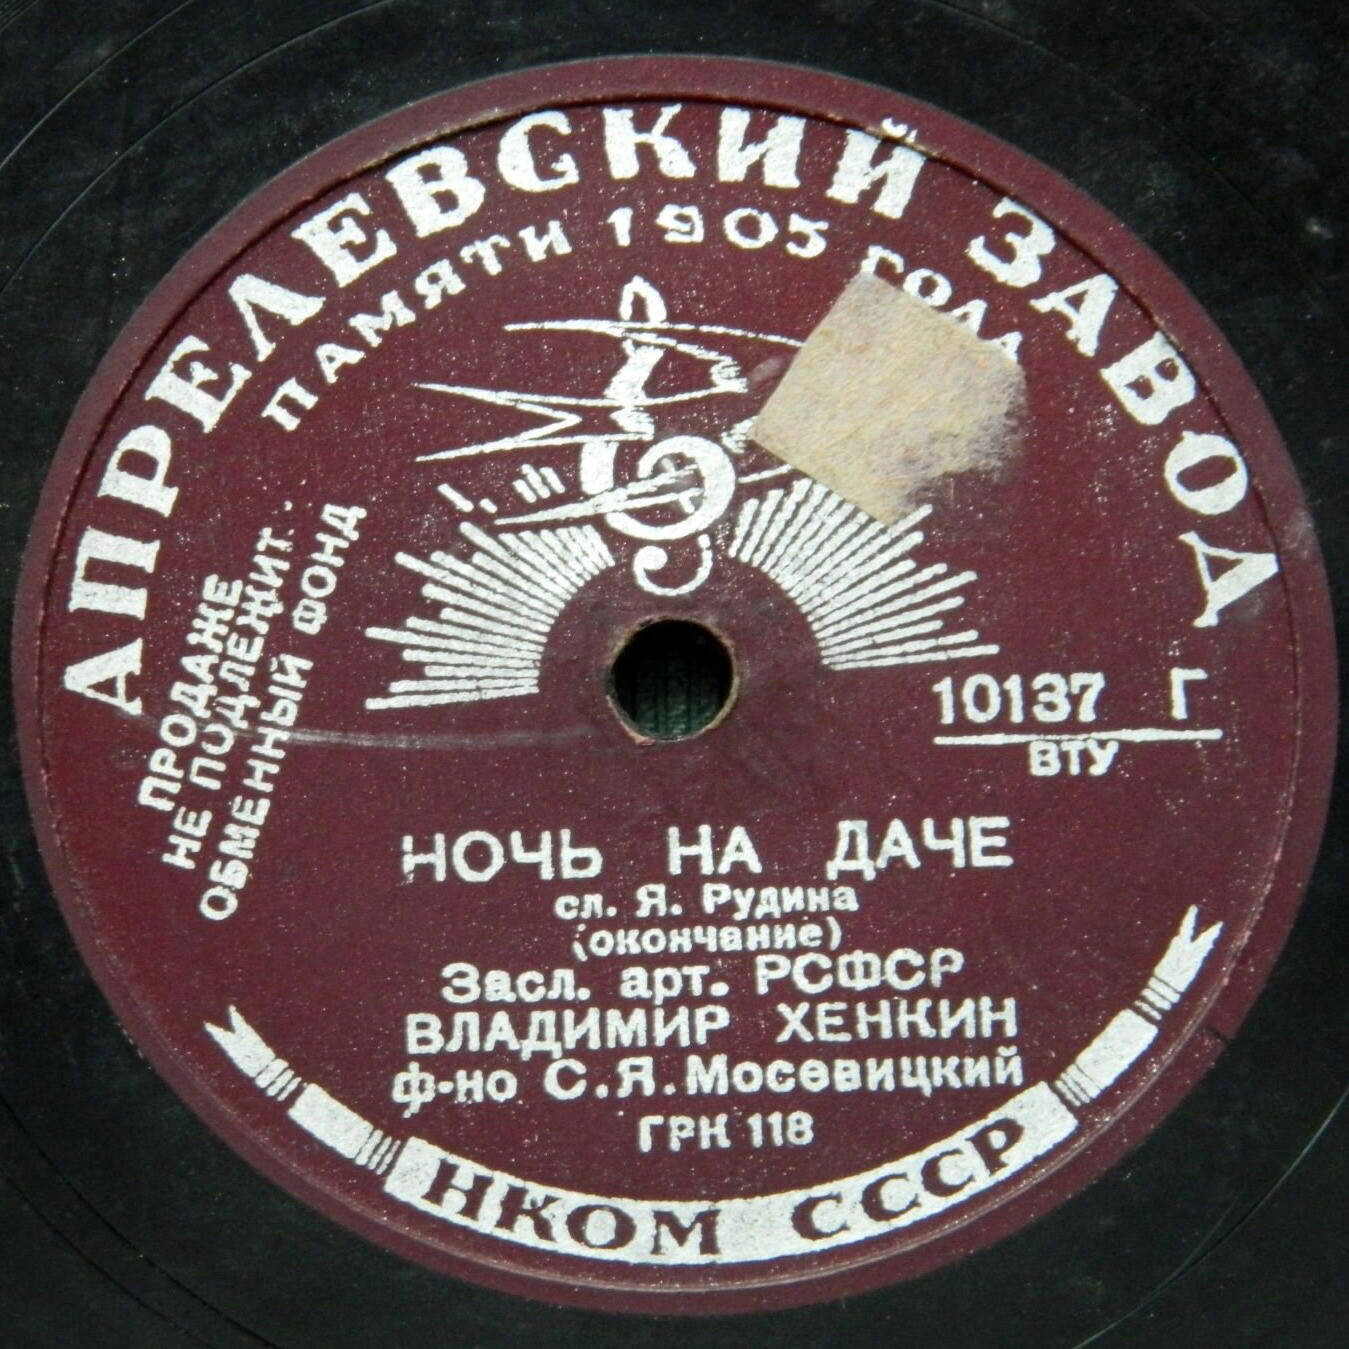 АПРЕЛЕВСКИЙ ЗАВОД
ПАМЯТИ 1905 ГОДА
ПРОДАЖЕ
НЕ ПОДЛЕЖИТ.
ОБМЕННЫЙ ФОНД
10137 Г
ВТУ
НОЧЬ НА ДАЧЕ
сл. Я. Рудина
(окончание)
Засл. арт. РСФСР
ВЛАДИМИР ХЕНКИН
ф-но С.Я.Мосевицкий
ГРК 118
НКОМ СССР